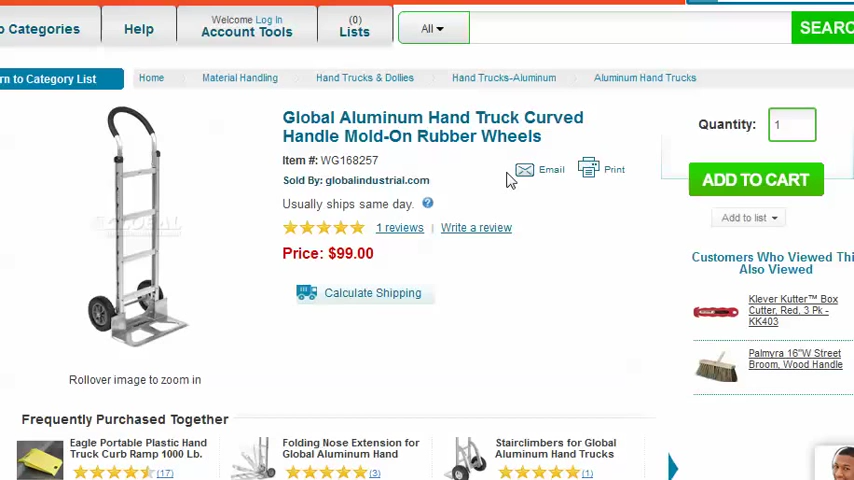 o Categories
Help
Welcome Log In
Account Tools
(0)
Lists
All
SEARC
rn to Category List
Home
Material Handling
Hand Trucks & Dollies
Hand Trucks-Aluminum
Aluminum Hand Trucks
Global Aluminum Hand Truck Curved
Handle Mold-On Rubber Wheels
Item #: WG168257
Sold By: globalindustrial.com
Email
Print
Usually ships same day. ?
1 reviews | Write a review
Price: $99.00
Calculate Shipping
GLOBAL
Rollover image to zoom in
Quantity: 1
ADD TO CART
Add to list
Customers Who Viewed Thi
Also Viewed
Klever Kutter™ Box
Cutter, Red, 3 Pk -
KK403
Palmyra 16"W Street
Broom, Wood Handle
Frequently Purchased Together
Eagle Portable Plastic Hand
Truck Curb Ramp 1000 Lb.
(17)
Folding Nose Extension for
Global Aluminum Hand
(3)
Stairclimbers for Global
Aluminum Hand Trucks
(1)